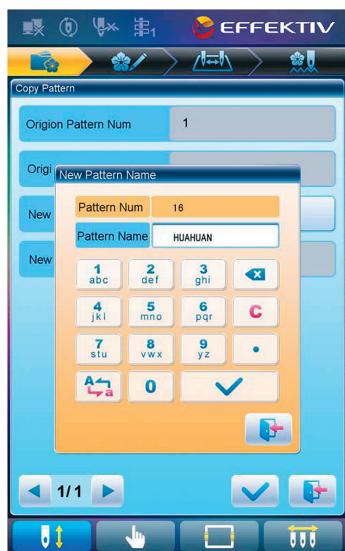 1
EFFEKTIV
Copy Pattern
Origion Pattern Num 1
Origi
New Pattern Name
Pattern Num 16
New
Pattern Name HUAHUAN
New
1 2 3
abc def ghi
4 5 6 C
jkl mno pqr
7 8 9 .
stu vwx yz
A a 0
1/1